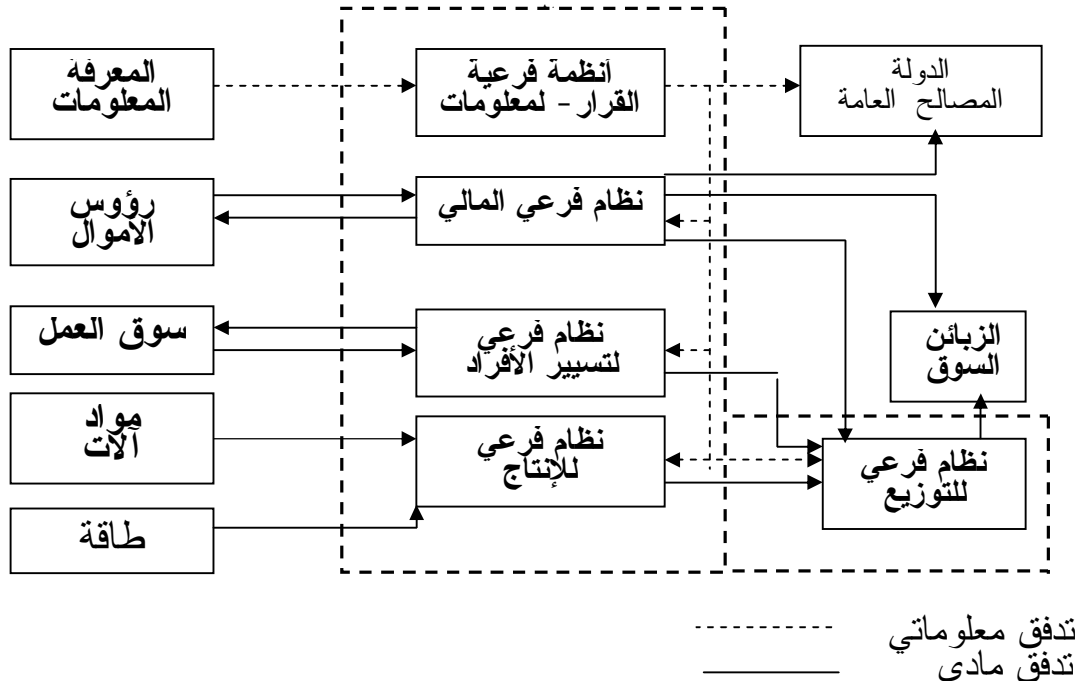 المعرفة
المعلومات
أنظمة فرعية
القرار - لمعلومات
الدولة
المصالح العامة
رؤوس
الأموال
نظام فرعي المالي
سوق العمل
نظام فرعي
لتسيير الأفراد
الزبائن
السوق
مواد
آلات
نظام فرعي
للإنتاج
نظام فرعي
للتوزيع
طاقة
تدفق معلوماتي
تدفق مادي